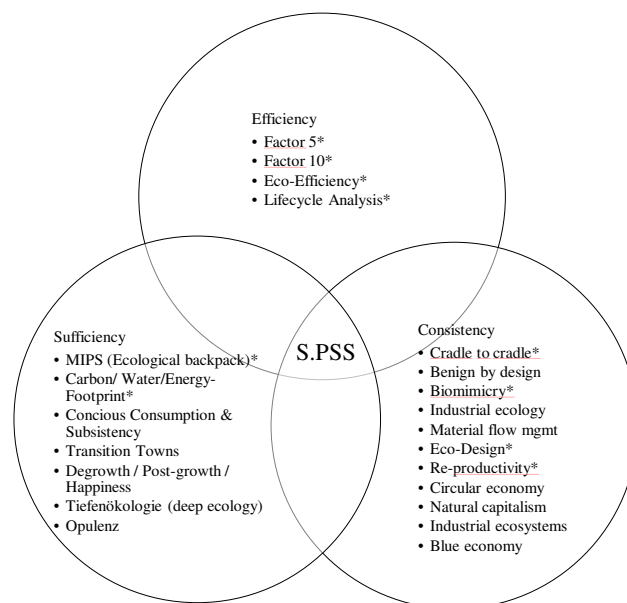 Efficiency
• Factor 5*
• Factor 10*
• Eco-Efficiency*
• Lifecycle Analysis*
S.PSS
Sufficiency
• MIPS (Ecological backpack)*
• Carbon/ Water/Energy-
Footprint*
• Concious Consumption &
Subsistency
• Transition Towns
• Degrowth / Post-growth /
Happiness
• Tiefenökologie (deep ecology)
• Opulenz
Consistency
• Cradle to cradle*
• Benign by design
• Biomimicry*
• Industrial ecology
• Material flow mgmt
• Eco-Design*
• Re-productivity*
• Circular economy
• Natural capitalism
• Industrial ecosystems
• Blue economy